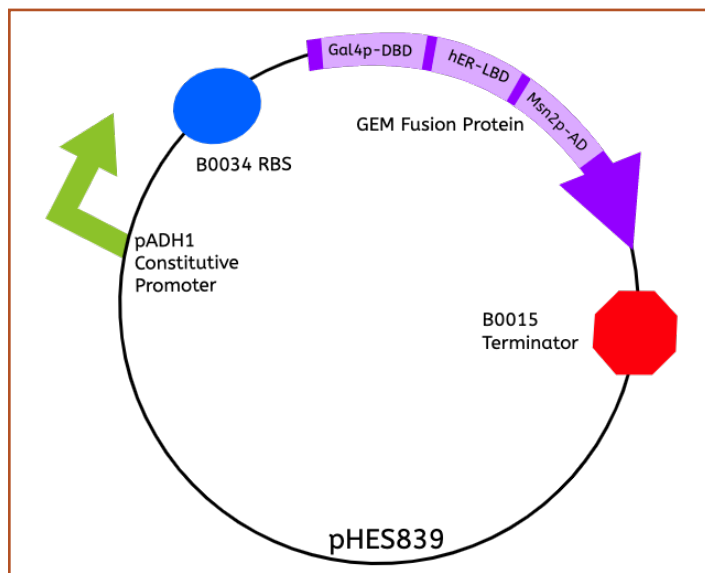 Gal4p-DBD
hER-LBD
Msn2p-AD
GEM Fusion Protein
B0034 RBS
pADH1
Constitutive
Promoter
B0015
Terminator
pHES839